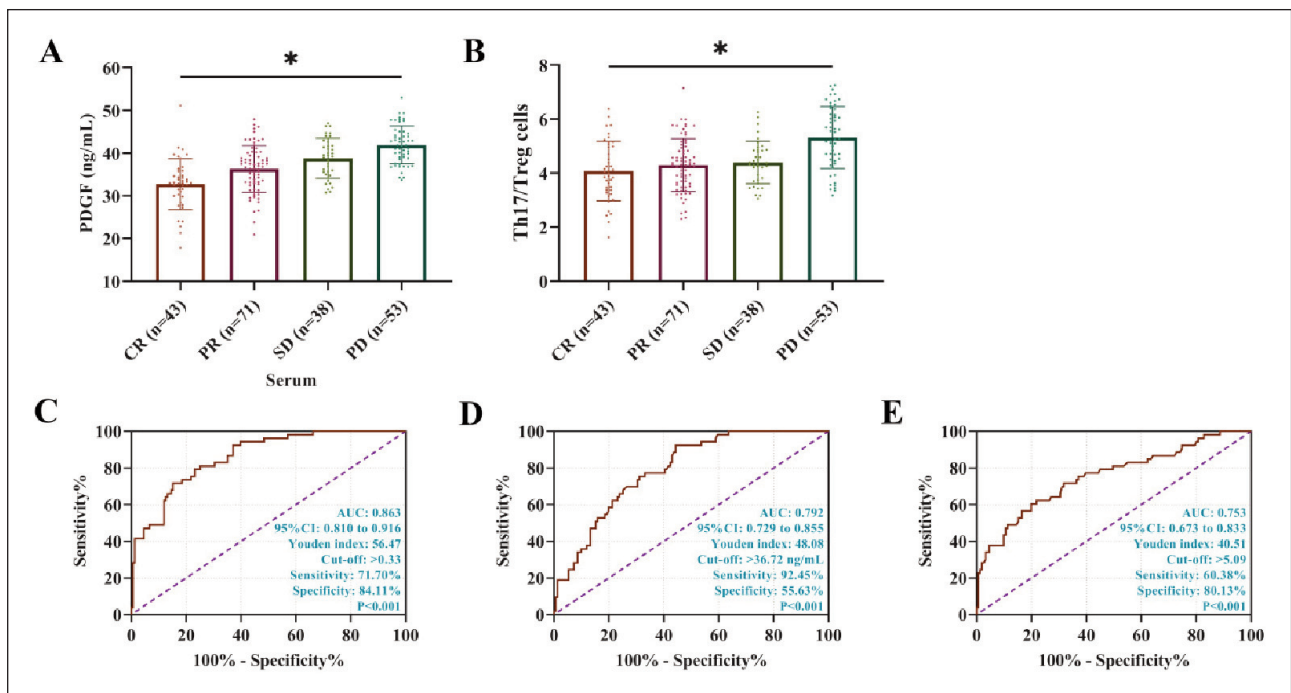 A
*
PDGF (ng/mL)
60
50
40
30
20
10
CR (n=43)
PR (n=71)
SD (n=38)
PD (n=53)
Serum
B
*
Th17/Treg cells
8
6
4
2
0
CR (n=43)
PR (n=71)
SD (n=38)
PD (n=53)
C
Sensitivity%
100
80
60
40
20
0
AUC: 0.863
95%CI: 0.810 to 0.916
Youden index: 56.47
Cut-off: >0.33
Sensitivity: 71.70%
Specificity: 84.11%
P<0.001
0 20 40 60 80 100
100% - Specificity%
D
Sensitivity%
100
80
60
40
20
0
AUC: 0.792
95%CI: 0.729 to 0.855
Youden index: 48.08
Cut-off: >36.72 ng/mL
Sensitivity: 92.45%
Specificity: 55.63%
P<0.001
0 20 40 60 80 100
100% - Specificity%
E
Sensitivity%
100
80
60
40
20
0
AUC: 0.753
95%CI: 0.673 to 0.833
Youden index: 40.51
Cut-off: >5.09
Sensitivity: 60.38%
Specificity: 80.13%
P<0.001
0 20 40 60 80 100
100% - Specificity%